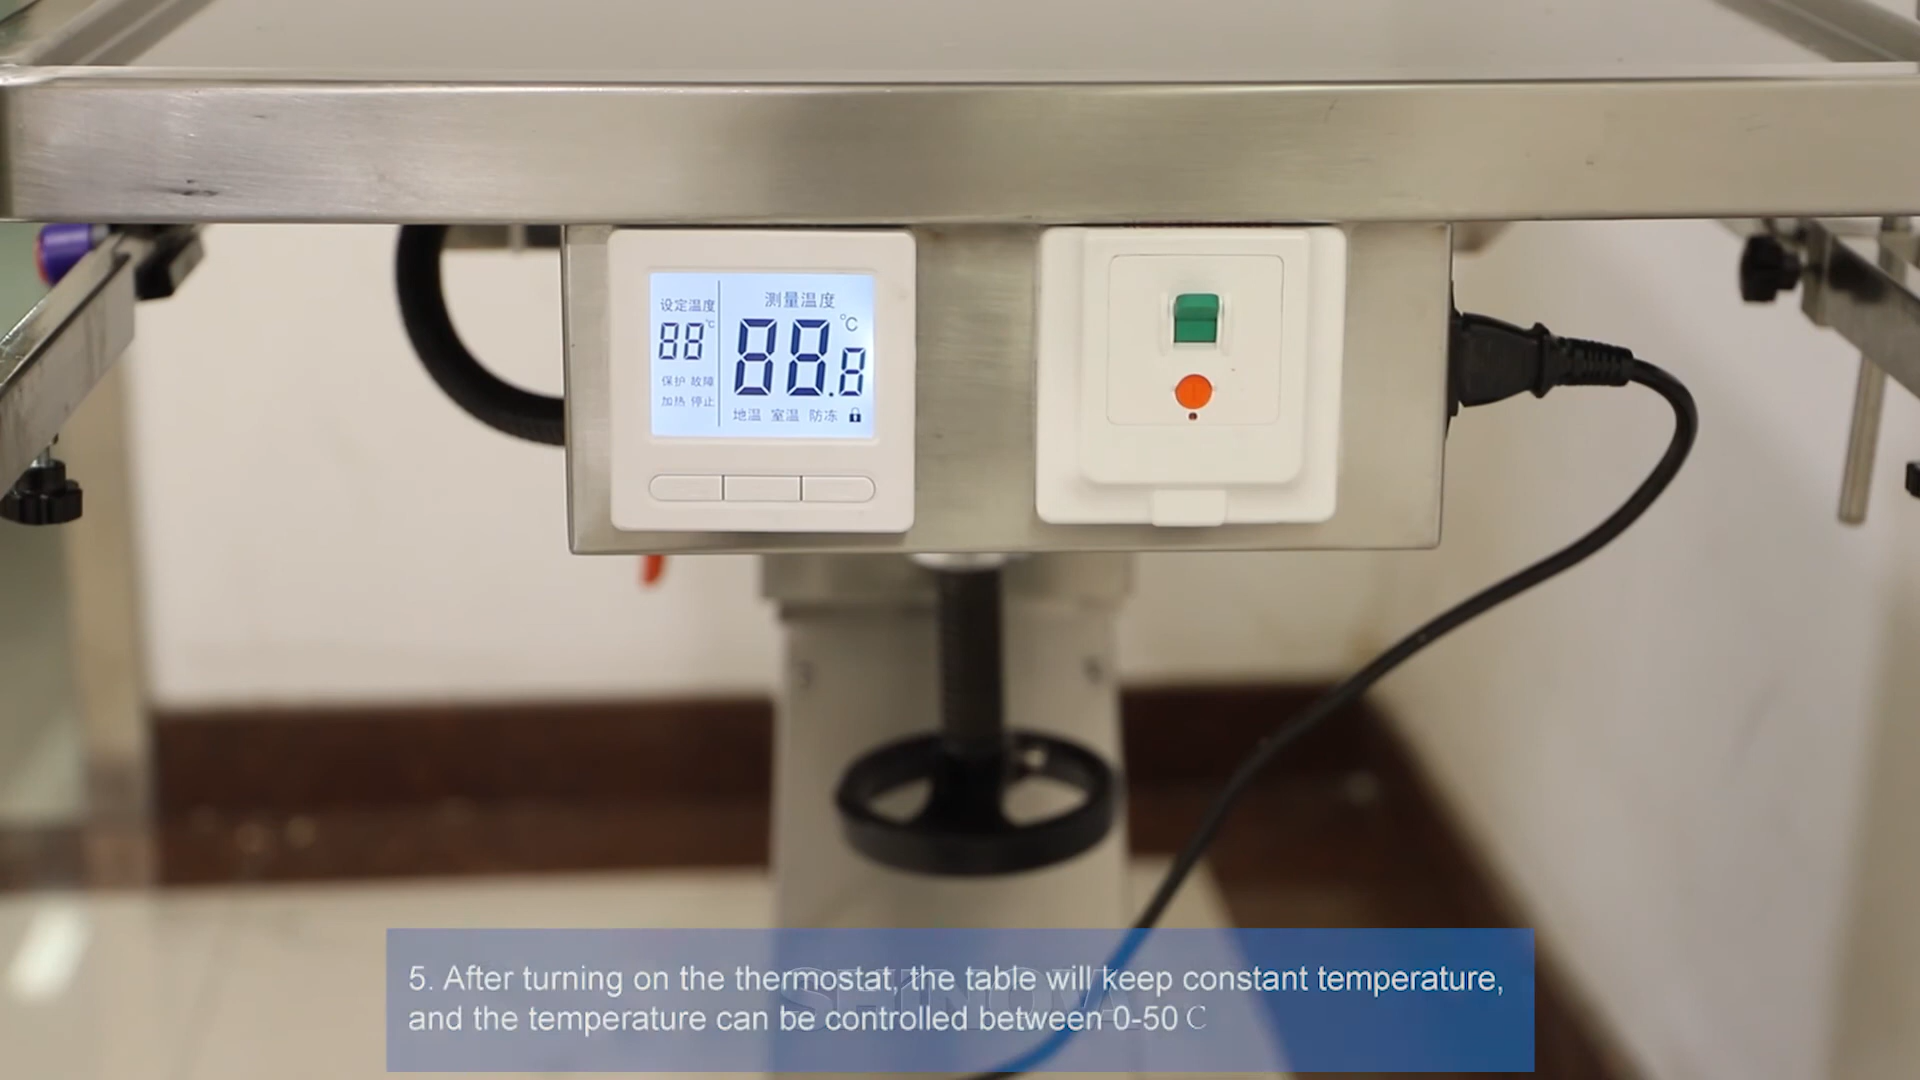 设定温度
88℃
保护 故障
加热 停止
测量温度
88.8℃
地温 室温 防冻
SHINOVA
5. After turning on the thermostat, the table will keep constant temperature,
and the temperature can be controlled between 0-50 C